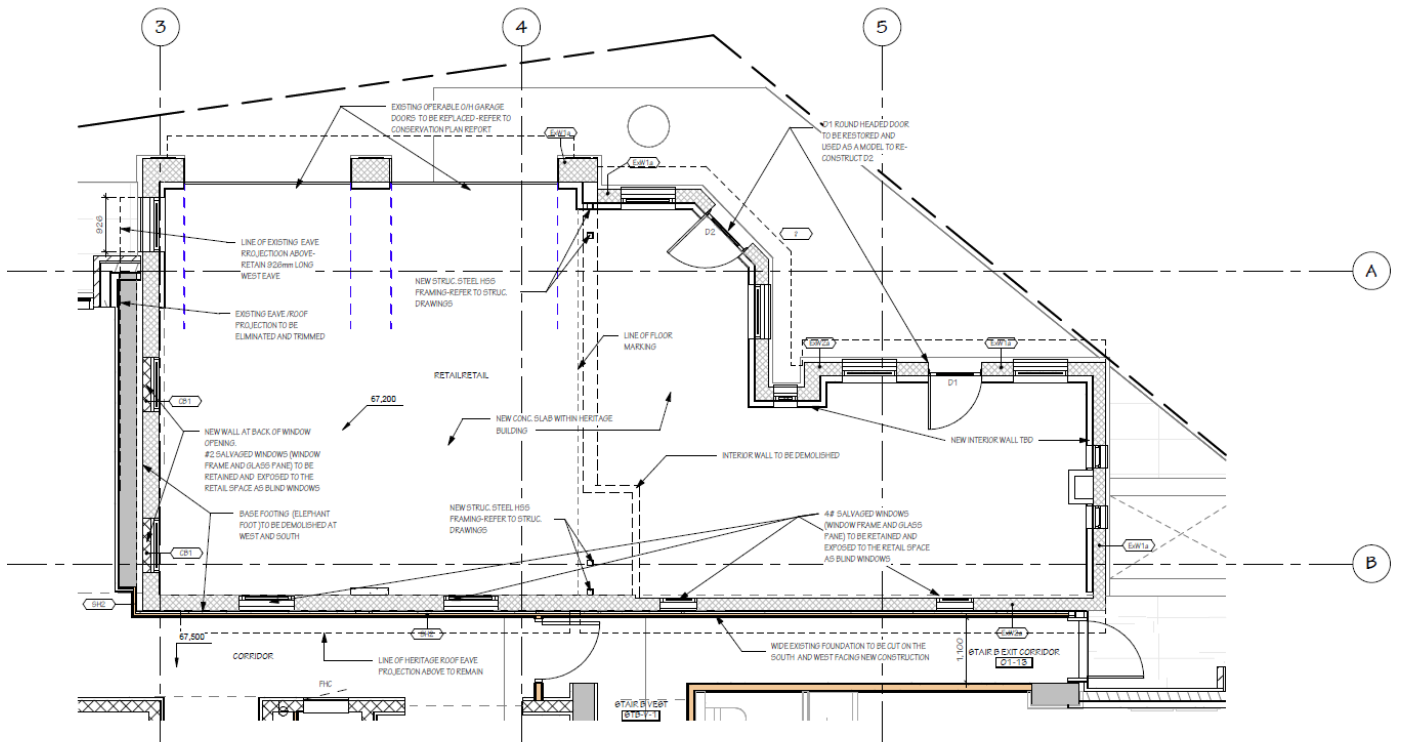 3
4
5
EXISTING OPERABLE O/H GARAGE
DOORS TO BE REPLACED -REFER TO
CONSERVATION PLAN REPORT
ExW1a
ExW1a
D1 ROUND HEADED DOOR
TO BE RESTORED AND
USED AS A MODEL TO RE-
CONSTRUCT D2
926
D2
LINE OF EXISTING EAVE
RROJECTIOON ABOVE-
RETAIN 926mm LONG
WEST EAVE
NEW STRUC. STEEL HSS
FRAMING-REFER TO STRUC.
DRAWINGS
A
EXISTING EAVE /ROOF
PROJECTION TO BE
ELIMINATED AND TRIMMED
LINE OF FLOOR
MARKING
ExW2a
ExW1a
RETAILRETAIL
D1
67,200
CB1
NEW CONC. SLAB WITHIN HERITAGE
BUILDING
NEW WALL AT BACK OF WINDOW
OPENING.
#2 SALVAGED WINDOWS (WINDOW
FRAME AND GLASS PANE) TO BE
RETAINED AND EXPOSED TO THE
RETAIL SPACE AS BLIND WINDOWS
NEW INTERIOR WALL TBD
INTERIOR WALL TO BE DEMOLISHED
BASE FOOTING (ELEPHANT
FOOT )TO BE DEMOLISHED AT
WEST AND SOUTH
NEW STRUC. STEEL HSS
FRAMING-REFER TO STRUC.
DRAWINGS
4# SALVAGED WINDOWS
(WINDOW FRAME AND GLASS
PANE) TO BE RETAINED AND
EXPOSED TO THE RETAIL SPACE
AS BLIND WINDOWS
CB1
ExW1a
B
SH2
SH2
ExW2a
67,500
CORRIDOR
LINE OF HERITAGE ROOF EAVE
PROJECTION ABOVE TO REMAIN
WIDE EXISTING FOUNDATION TO BE CUT ON THE
SOUTH AND WEST FACING NEW CONSTRUCTION
1,100
STAIR B EXIT CORRIDOR
01-13
FHC
STAIR B VEST
STB-V-1